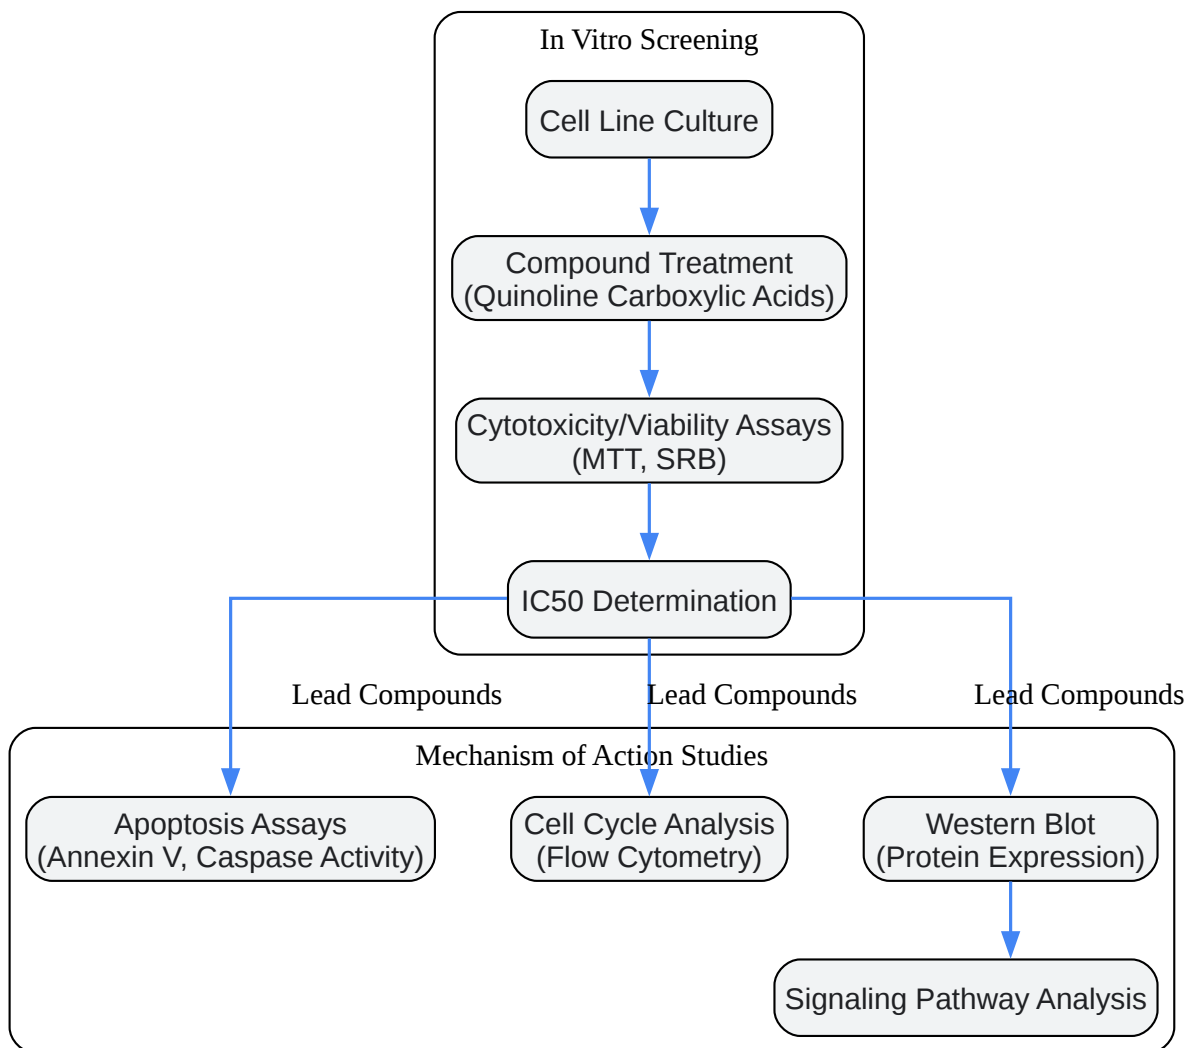 In Vitro Screening
Cell Line Culture
Compound Treatment
(Quinoline Carboxylic Acids)
Cytotoxicity/Viability Assays
(MTT, SRB)
IC50 Determination
Lead Compounds
Lead Compounds
Lead Compounds
Mechanism of Action Studies
Apoptosis Assays
(Annexin V, Caspase Activity)
Cell Cycle Analysis
(Flow Cytometry)
Western Blot
(Protein Expression)
Signaling Pathway Analysis